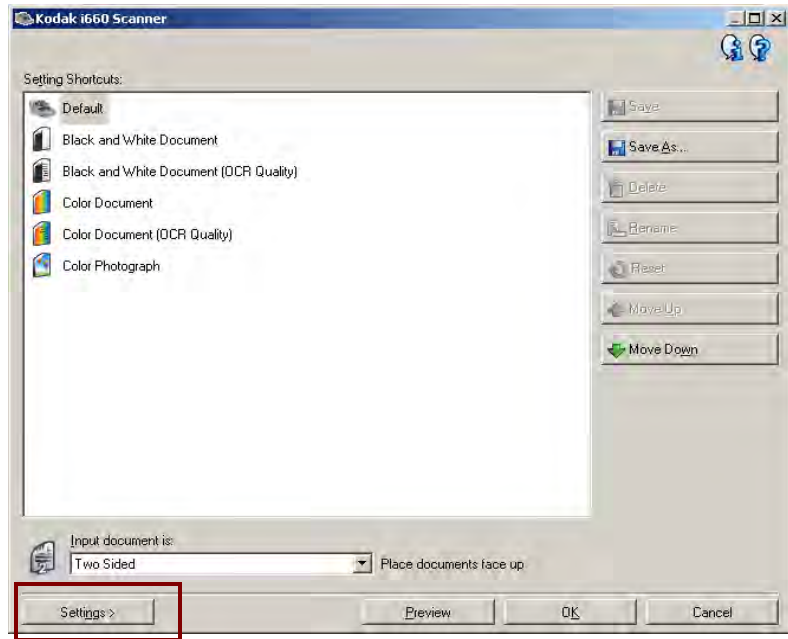 Kodak i660 Scanner
Setting Shortcuts:
Default
Black and White Document
Black and White Document (OCR Quality)
Color Document
Color Document (OCR Quality)
Color Photograph
Save
Save As...
Delete
Rename
Reset
Move Up
Move Down
Input document is:
Two Sided
Place documents face up
Settings >
Preview
OK
Cancel